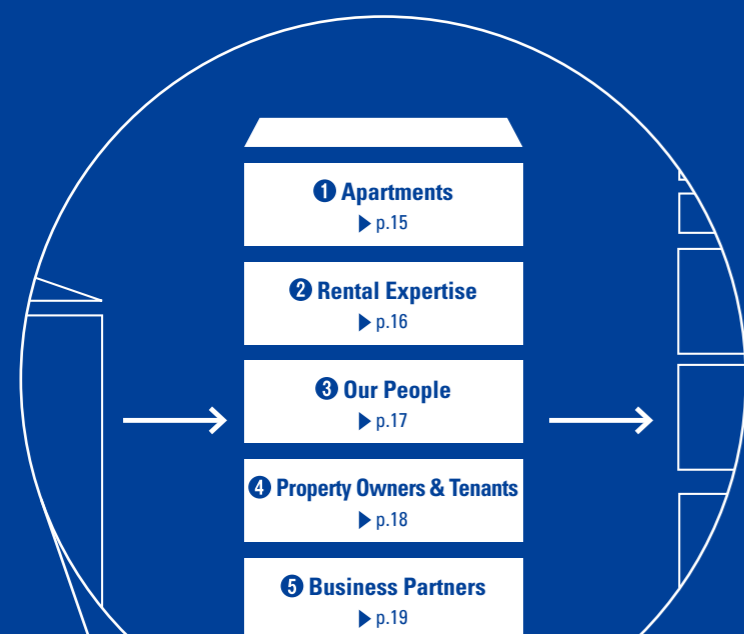 ❶ Apartments
▶ p.15
❷ Rental Expertise
▶ p.16
❸ Our People
▶ p.17
❹ Property Owners & Tenants
▶ p.18
❺ Business Partners
▶ p.19